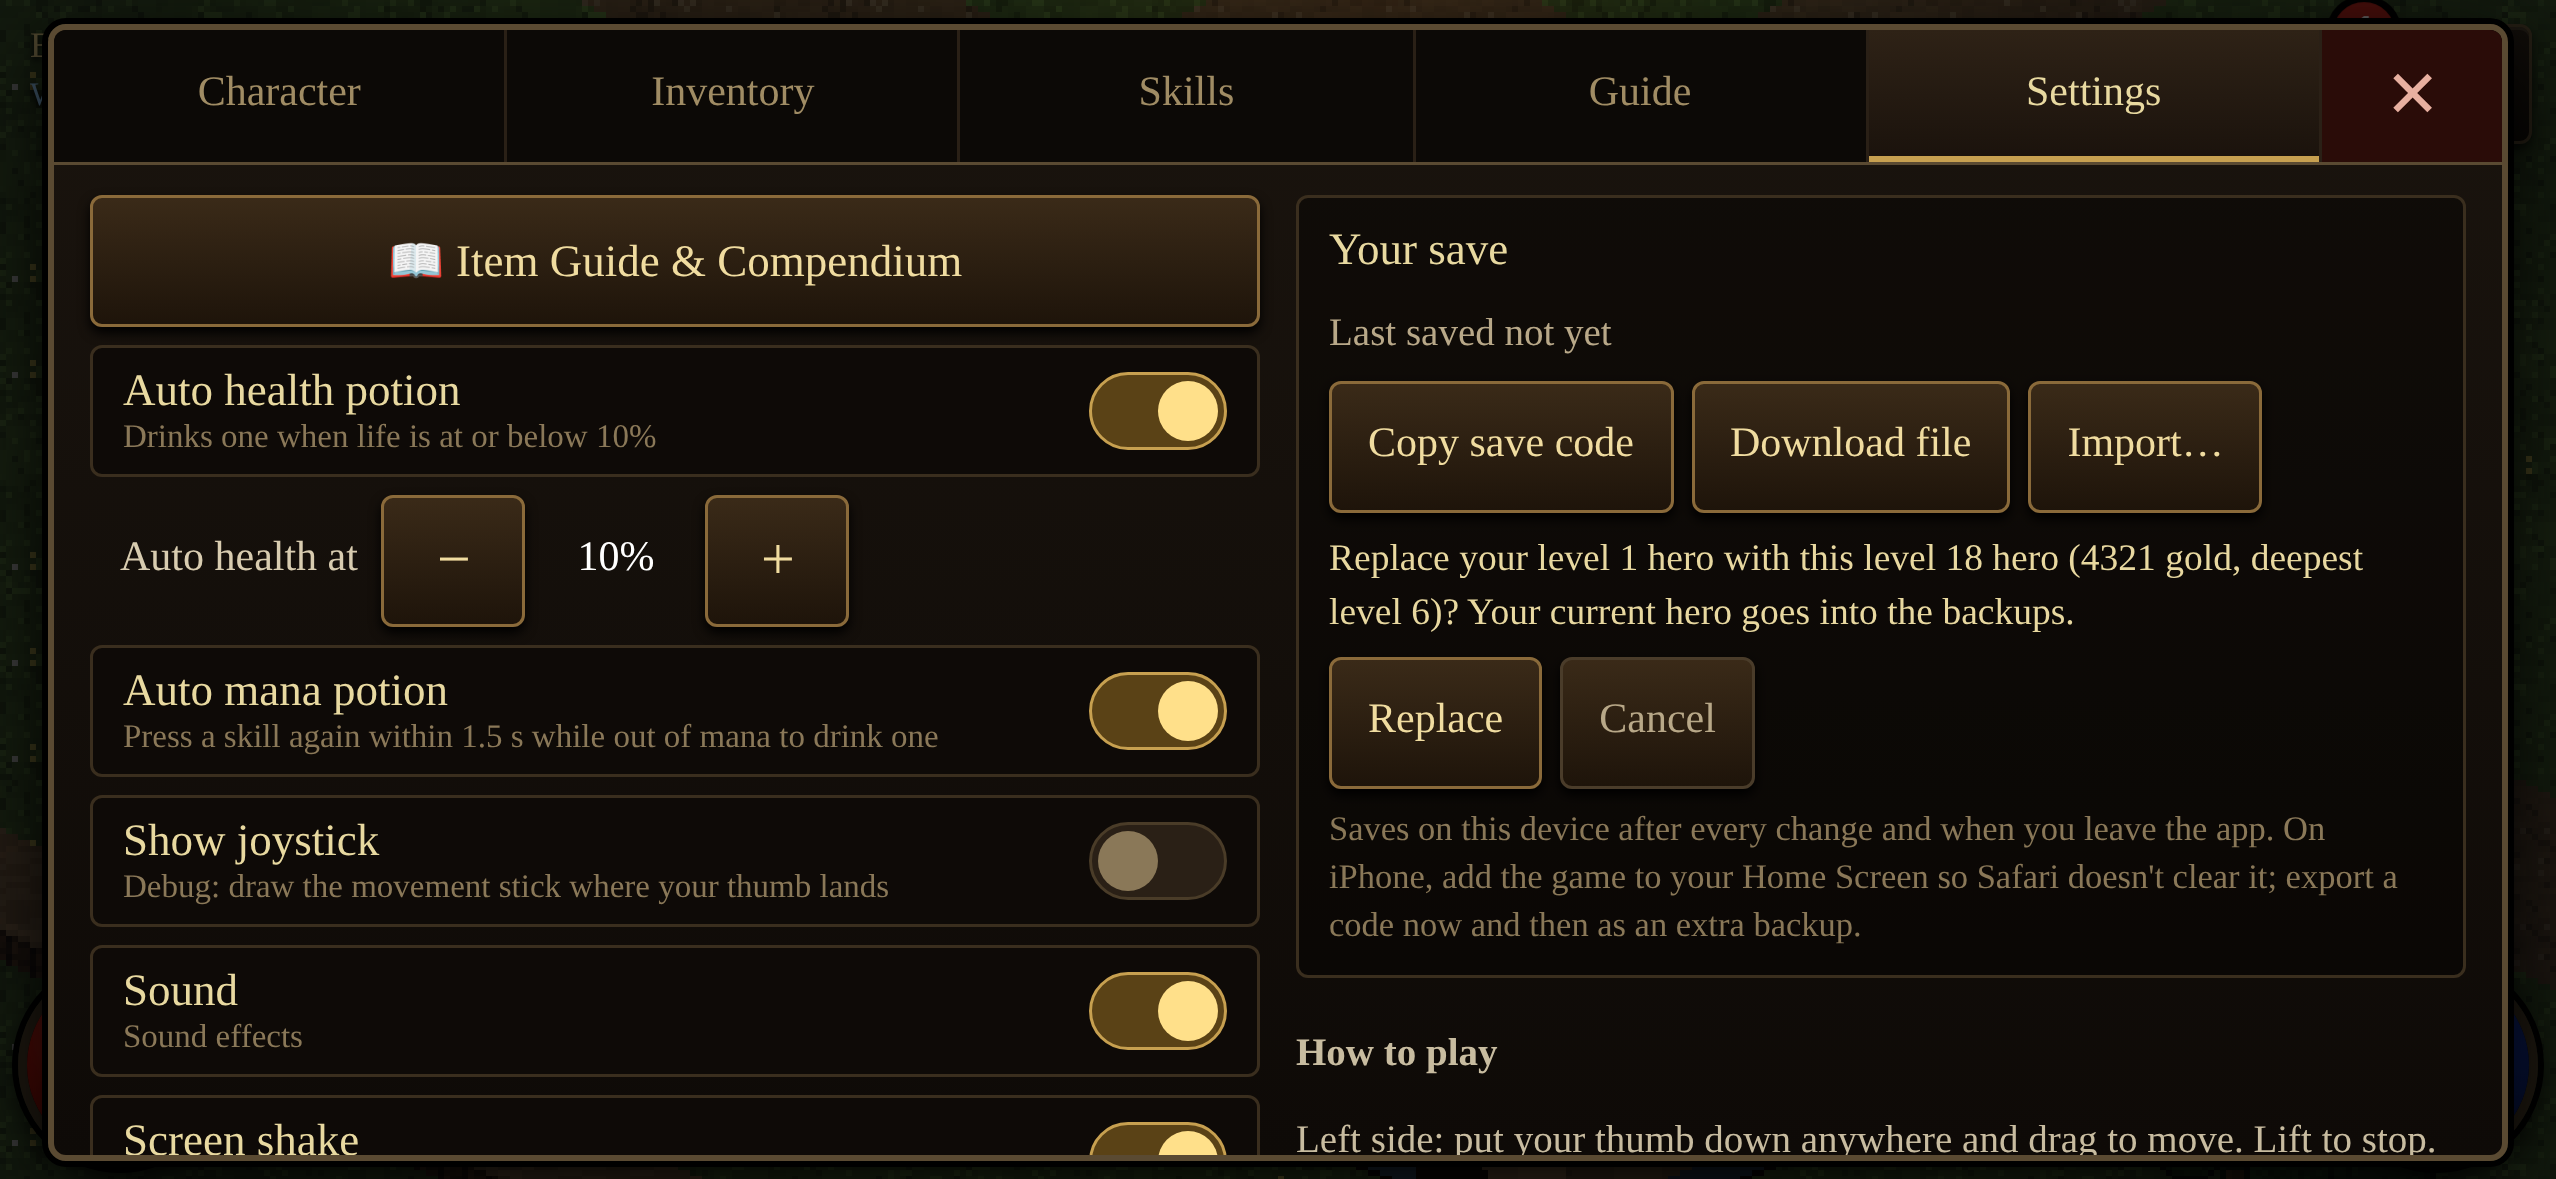 Character
Inventory
Skills
Guide
Settings
✕
📖 Item Guide & Compendium
Auto health potion
Drinks one when life is at or below 10%
Auto health at
−
10%
+
Auto mana potion
Press a skill again within 1.5 s while out of mana to drink one
Show joystick
Debug: draw the movement stick where your thumb lands
Sound
Sound effects
Screen shake
Your save
Last saved not yet
Copy save code
Download file
Import…
Replace your level 1 hero with this level 18 hero (4321 gold, deepest
level 6)? Your current hero goes into the backups.
Replace
Cancel
Saves on this device after every change and when you leave the app. On
iPhone, add the game to your Home Screen so Safari doesn't clear it; export a
code now and then as an extra backup.
How to play
Left side: put your thumb down anywhere and drag to move. Lift to stop.